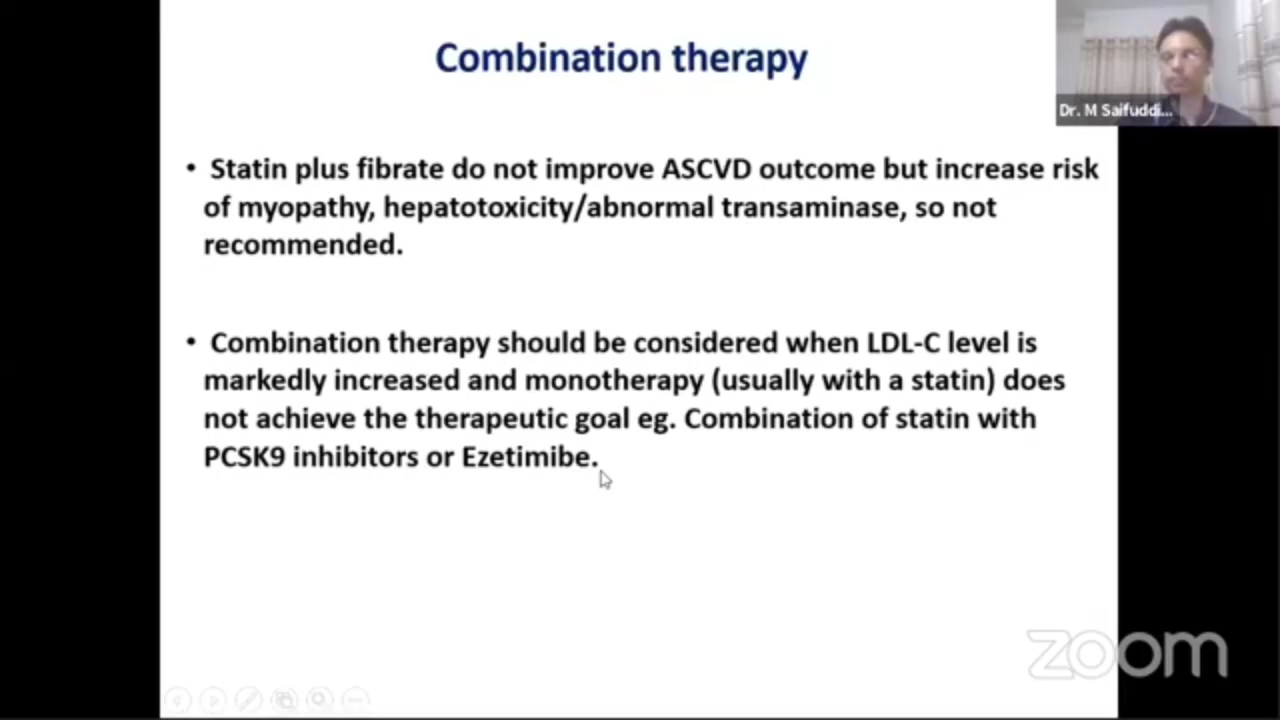 Combination therapy
Dr. M Saifuddi...
• Statin plus fibrate do not improve ASCVD outcome but increase risk
of myopathy, hepatotoxicity/abnormal transaminase, so not
recommended.
• Combination therapy should be considered when LDL-C level is
markedly increased and monotherapy (usually with a statin) does
not achieve the therapeutic goal eg. Combination of statin with
PCSK9 inhibitors or Ezetimibe.
zoom